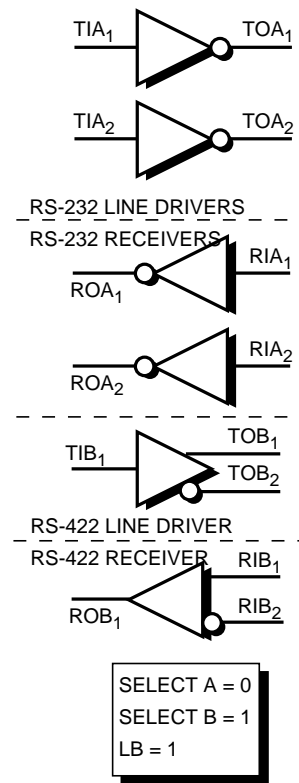 TIA1 TOA1
TIA2 TOA2
RS-232 LINE DRIVERS
RS-232 RECEIVERS
ROA1 RIA1
ROA2 RIA2
TIB1 TOB1
TOB2
RS-422 LINE DRIVER
RS-422 RECEIVER
ROB1 RIB1
RIB2
SELECT A = 0
SELECT B = 1
LB = 1